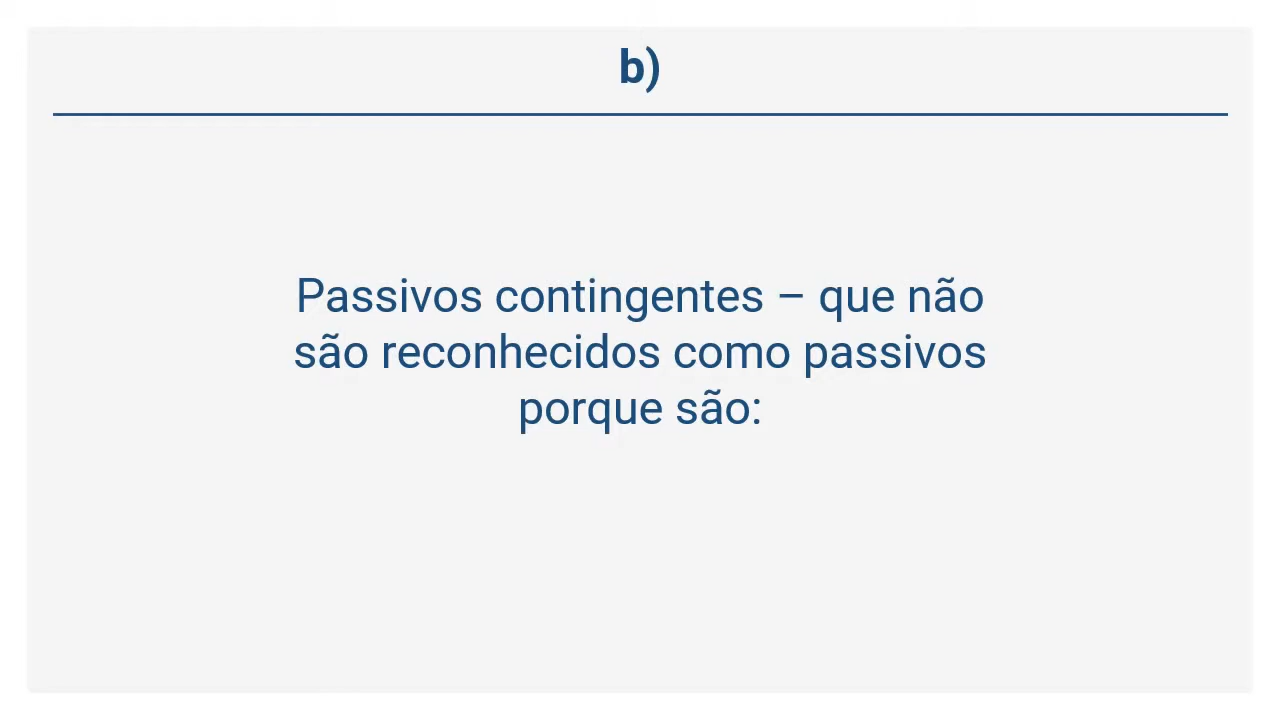 b)
Passivos contingentes – que não
são reconhecidos como passivos
porque são: